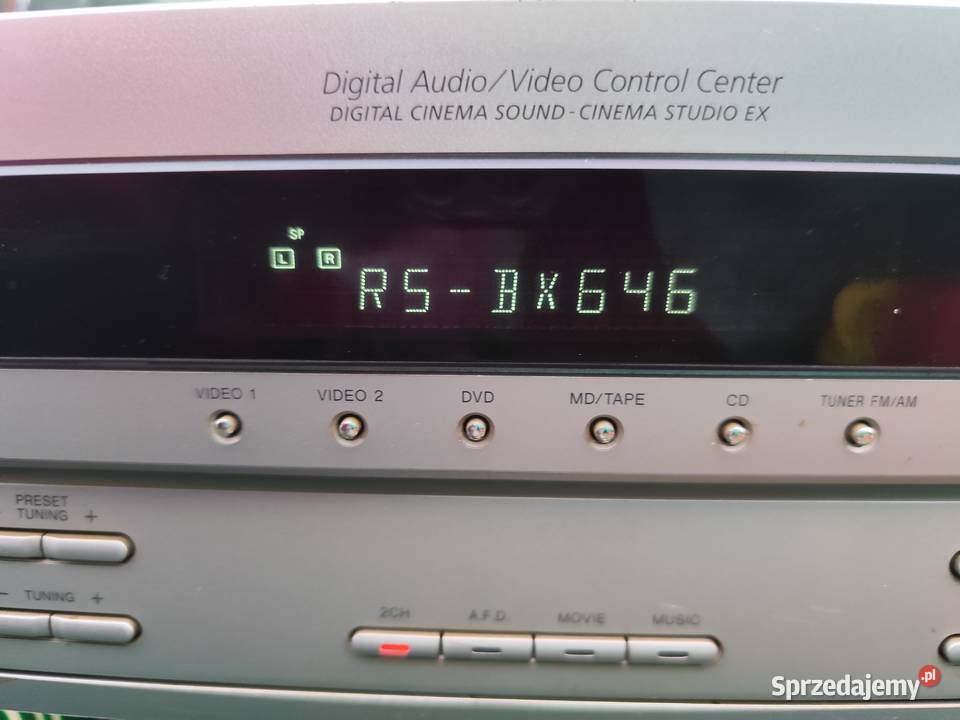 Digital Audio/Video Control Center
DIGITAL CINEMA SOUND - CINEMA STUDIO EX
SP
L R
RS-BX646
VIDEO 1 VIDEO 2 DVD MD/TAPE CD TUNER FM/AM
PRESET
- TUNING +
- TUNING +
2CH A.F.D. MOVIE MUSIC
Sprzedajemy.pl